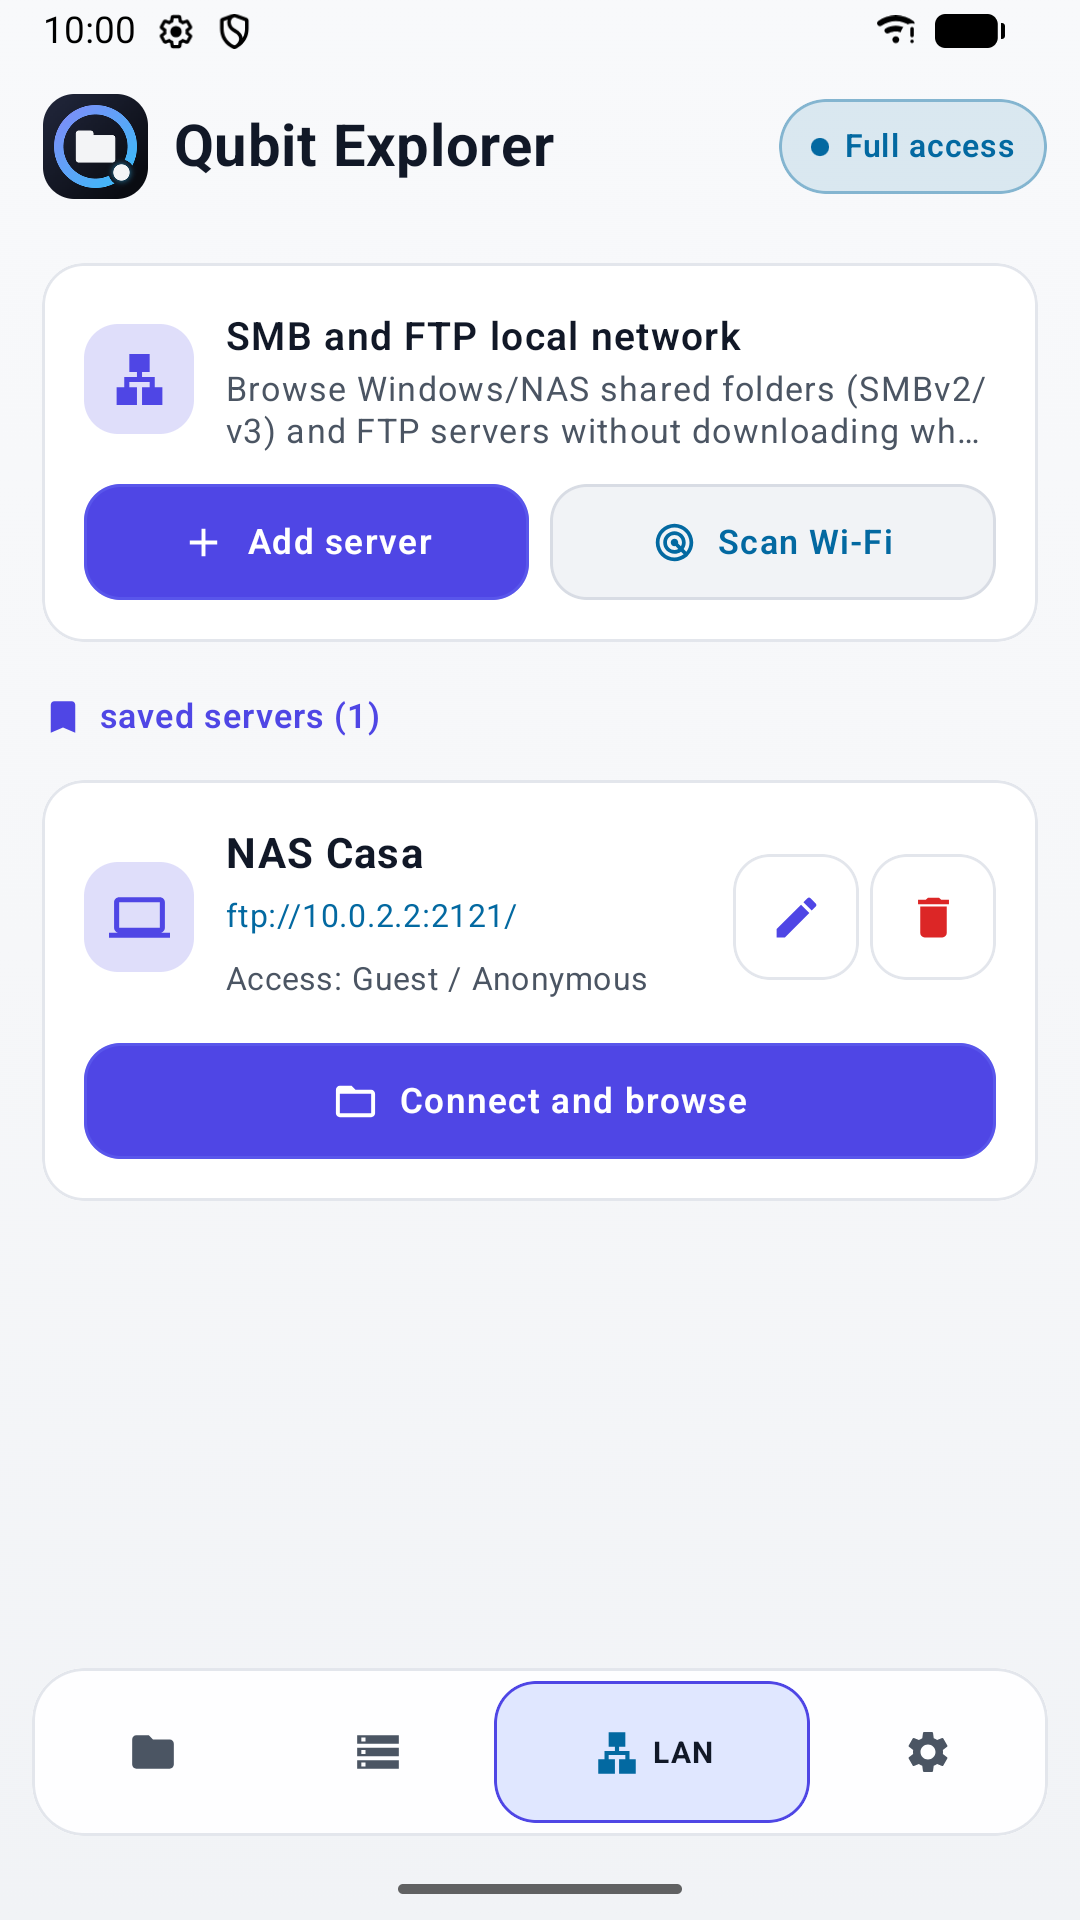 10:00
Qubit Explorer
Full access
SMB and FTP local network
Browse Windows/NAS shared folders (SMBv2/
v3) and FTP servers without downloading wh…
Add server
Scan Wi-Fi
saved servers (1)
NAS Casa
ftp://10.0.2.2:2121/
Access: Guest / Anonymous
Connect and browse
LAN